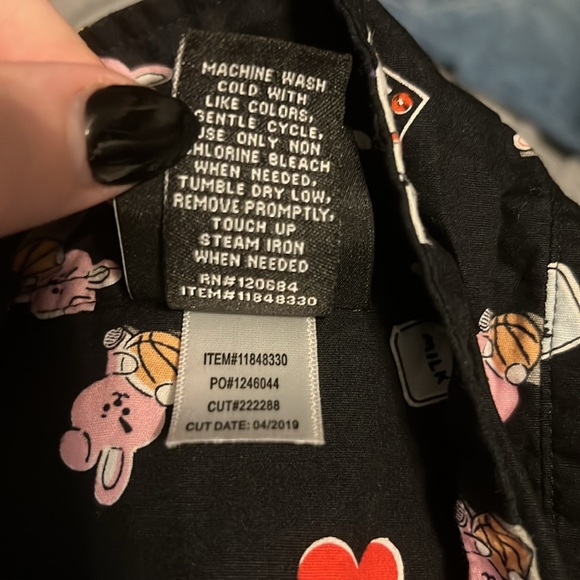 MACHINE WASH
COLD WITH
LIKE COLORS,
GENTLE CYCLE,
USE ONLY NON
CHLORINE BLEACH
WHEN NEEDED,
TUMBLE DRY LOW,
REMOVE PROMPTLY,
TOUCH UP
STEAM IRON
WHEN NEEDED
RN#120684
ITEM#11848330
ITEM#11848330
PO#1246044
CUT#222288
CUT DATE: 04/2019
MILK